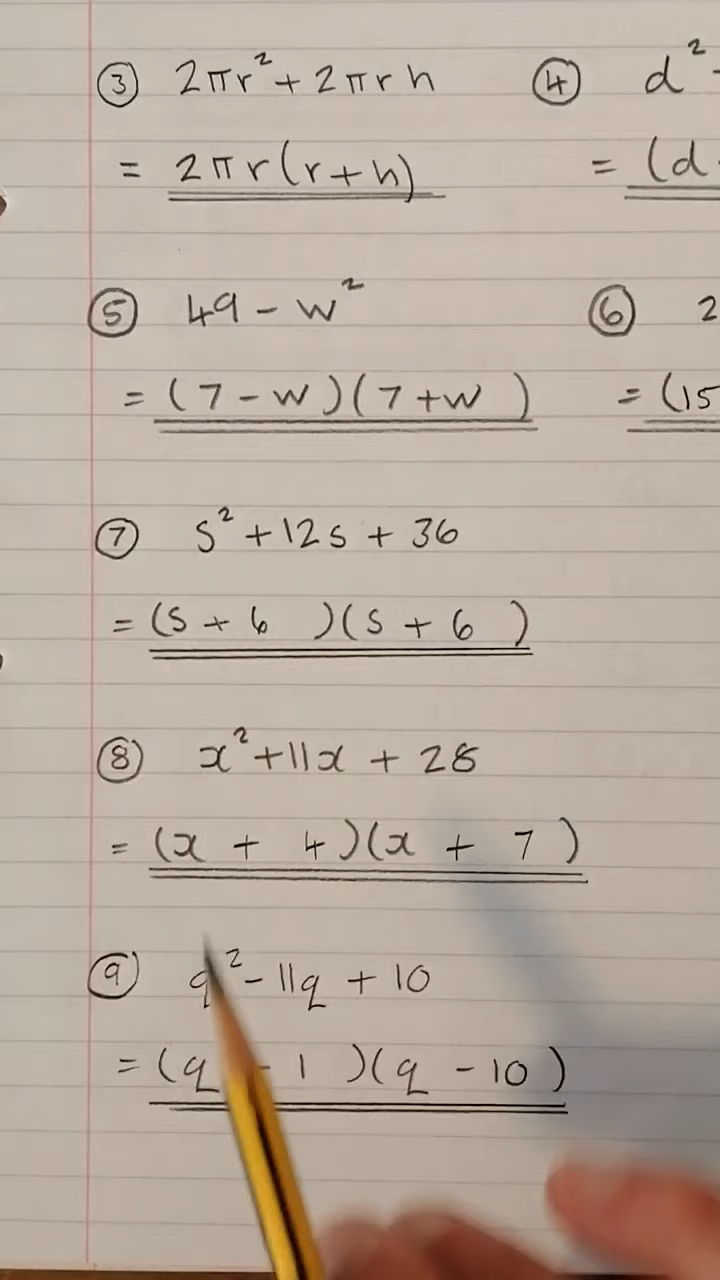 ③ 2πr² + 2πrh ④ d² -
= 2πr(r+h) = (d
⑤ 49 - w² ⑥ 2
= (7 - w)(7 + w) = (15
⑦ s² + 12s + 36
= (s + 6)(s + 6)
⑧ x² + 11x + 28
= (x + 4)(x + 7)
⑨ q² - 11q + 10
= (q - 1)(q - 10)